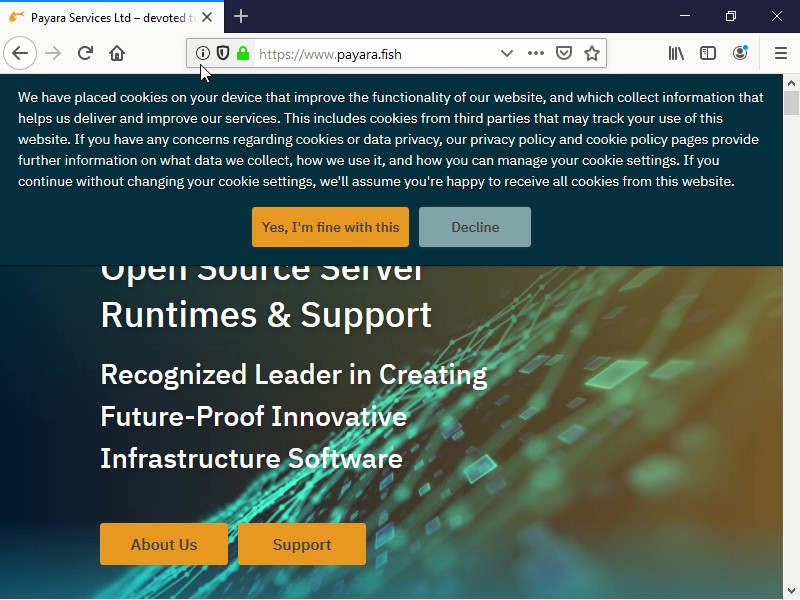 Payara Services Ltd – devoted t
https://www.payara.fish
We have placed cookies on your device that improve the functionality of our website, and which collect information that
helps us deliver and improve our services. This includes cookies from third parties that may track your use of this
website. If you have any concerns regarding cookies or data privacy, our privacy policy and cookie policy pages provide
further information on what data we collect, how we use it, and how you can manage your cookie settings. If you
continue without changing your cookie settings, we'll assume you're happy to receive all cookies from this website.
Yes, I'm fine with this
Decline
Open Source Server
Runtimes & Support
Recognized Leader in Creating
Future-Proof Innovative
Infrastructure Software
About Us
Support